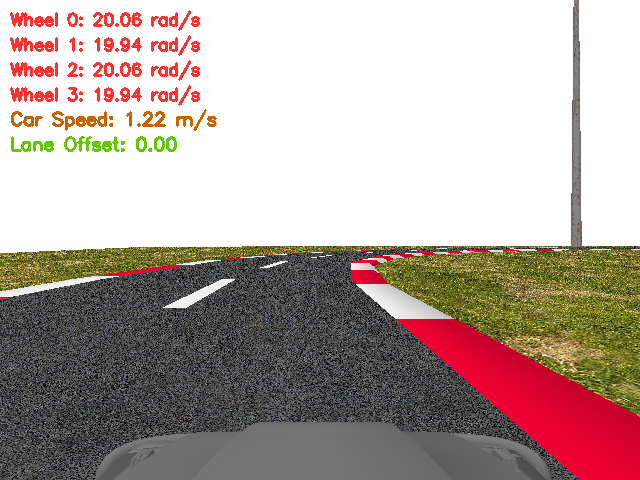 Wheel 0: 20.06 rad/s
Wheel 1: 19.94 rad/s
Wheel 2: 20.06 rad/s
Wheel 3: 19.94 rad/s
Car Speed: 1.22 m/s
Lane Offset: 0.00